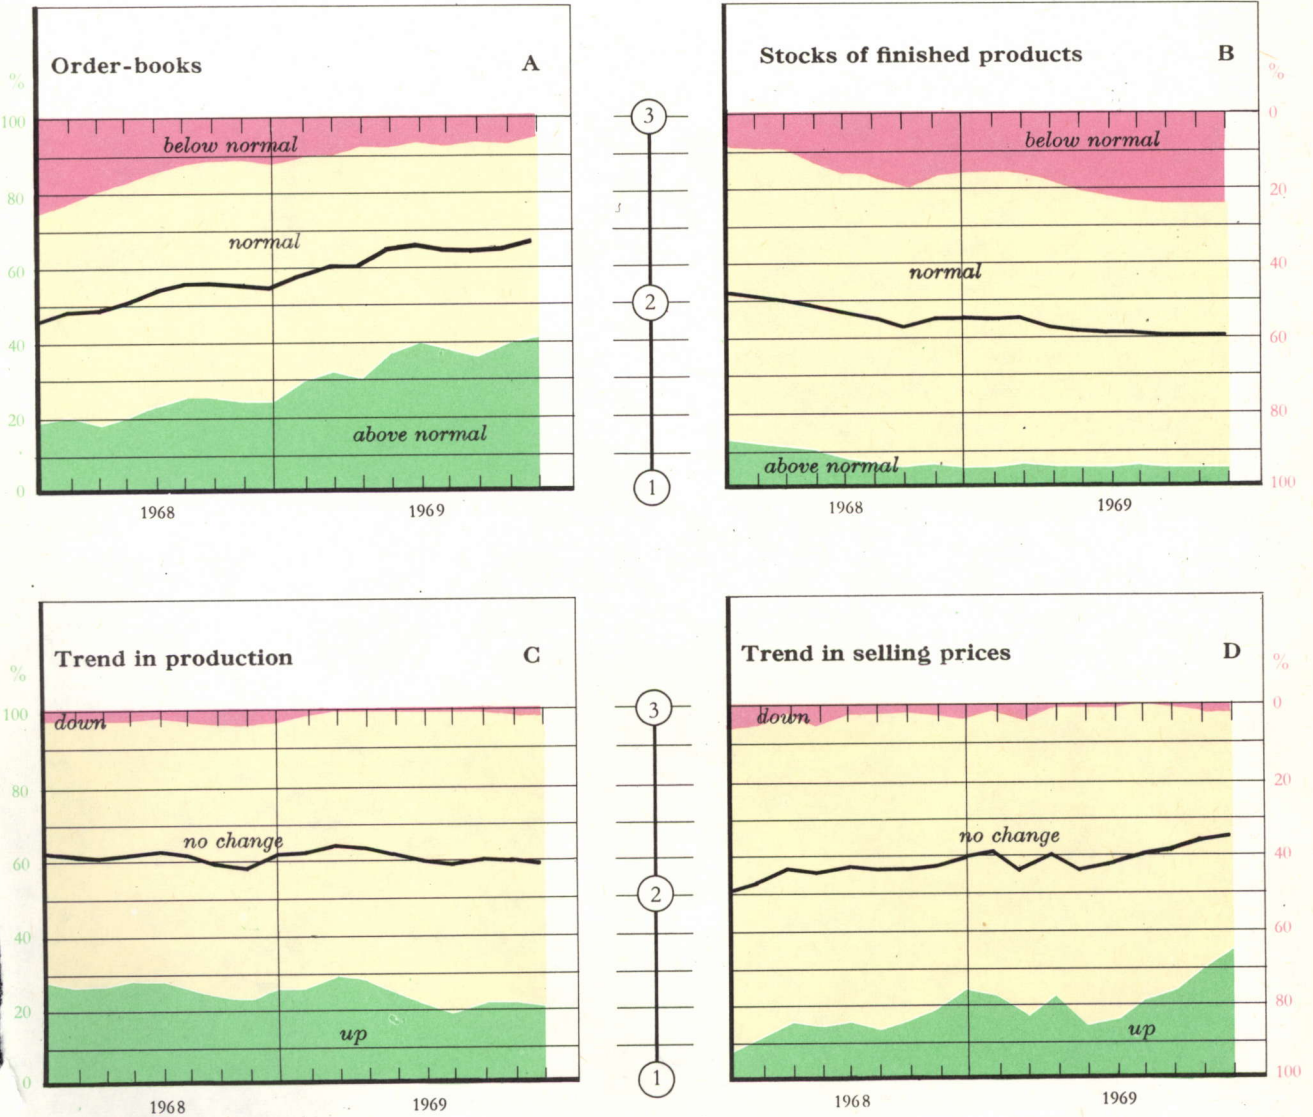 Order-books A
%
100
80
60
40
20
0
below normal
normal
above normal
1968 1969
3
2
1
Stocks of finished products B
%
0
20
40
60
80
100
below normal
normal
above normal
1968 1969
Trend in production C
%
100
80
60
40
20
0
down
no change
up
1968 1969
3
2
1
Trend in selling prices D
%
0
20
40
60
80
100
down
no change
up
1968 1969